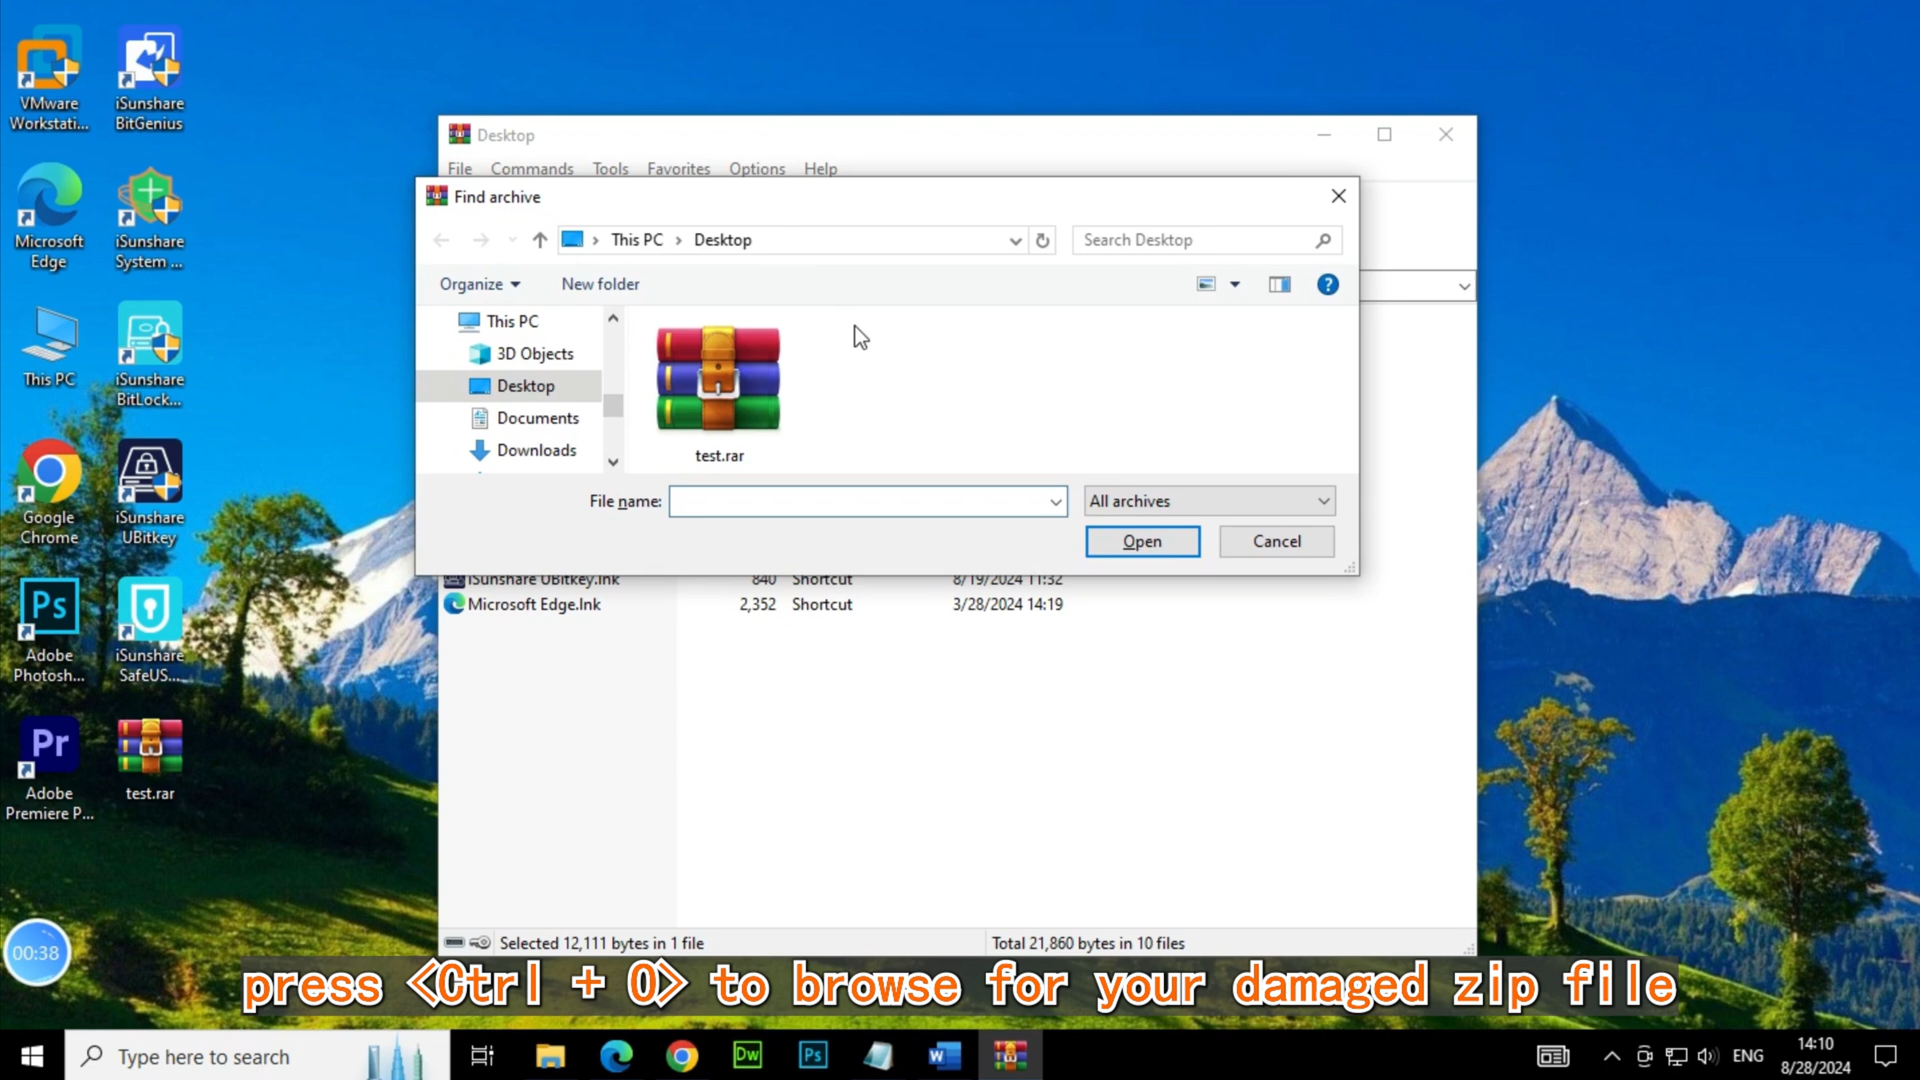 VMware
Workstati...
iSunshare
BitGenius
Microsoft
Edge
iSunshare
System ...
This PC
iSunshare
BitLock...
Google
Chrome
iSunshare
UBitkey
Ps
Adobe
Photosh...
iSunshare
SafeUS...
Pr
Adobe
Premiere P...
test.rar
00:38
Desktop
File Commands Tools Favorites Options Help
Find archive
This PC Desktop
Search Desktop
Organize New folder
?
This PC
3D Objects
Desktop
Documents
Downloads
test.rar
File name:
All archives
Open Cancel
iSunshare UBitkey.lnk 840 Shortcut 8/19/2024 11:32
Microsoft Edge.lnk 2,352 Shortcut 3/28/2024 14:19
Selected 12,111 bytes in 1 file Total 21,860 bytes in 10 files
press <Ctrl + O> to browse for your damaged zip file
Type here to search
Dw
Ps
W
ENG
14:10
8/28/2024